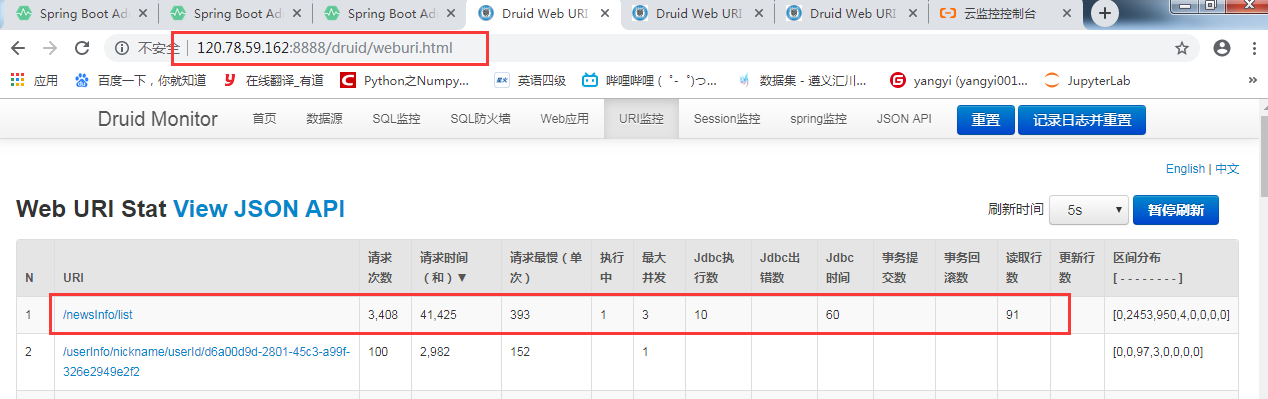 Spring Boot Ad
Spring Boot Ad
Spring Boot Ad
Druid Web URI
Druid Web URI
Druid Web URI
云监控控制台
不安全 | 120.78.59.162:8888/druid/weburi.html
应用
百度一下，你就知道
在线翻译_有道
Python之Numpy...
英语四级
哔哩哔哩 ( ゜- ゜)つ...
数据集 - 遵义汇川...
yangyi (yangyi001...
JupyterLab
»
Druid Monitor
首页
数据源
SQL监控
SQL防火墙
Web应用
URI监控
Session监控
spring监控
JSON API
重置
记录日志并重置
English | 中文
Web URI Stat View JSON API
刷新时间 5s 暂停刷新
N URI 请求次数 请求时间（和）▼ 请求最慢（单次） 执行中 最大并发 Jdbc执行数 Jdbc出错数 Jdbc时间 事务提交数 事务回滚数 读取行数 更新行数 区间分布 [ - - - - - - - - ]
1 /newsInfo/list 3,408 41,425 393 1 3 10 60 91 [0,2453,950,4,0,0,0,0]
2 /userInfo/nickname/userId/d6a00d9d-2801-45c3-a99f-326e2949e2f2 100 2,982 152 1 [0,0,97,3,0,0,0,0]